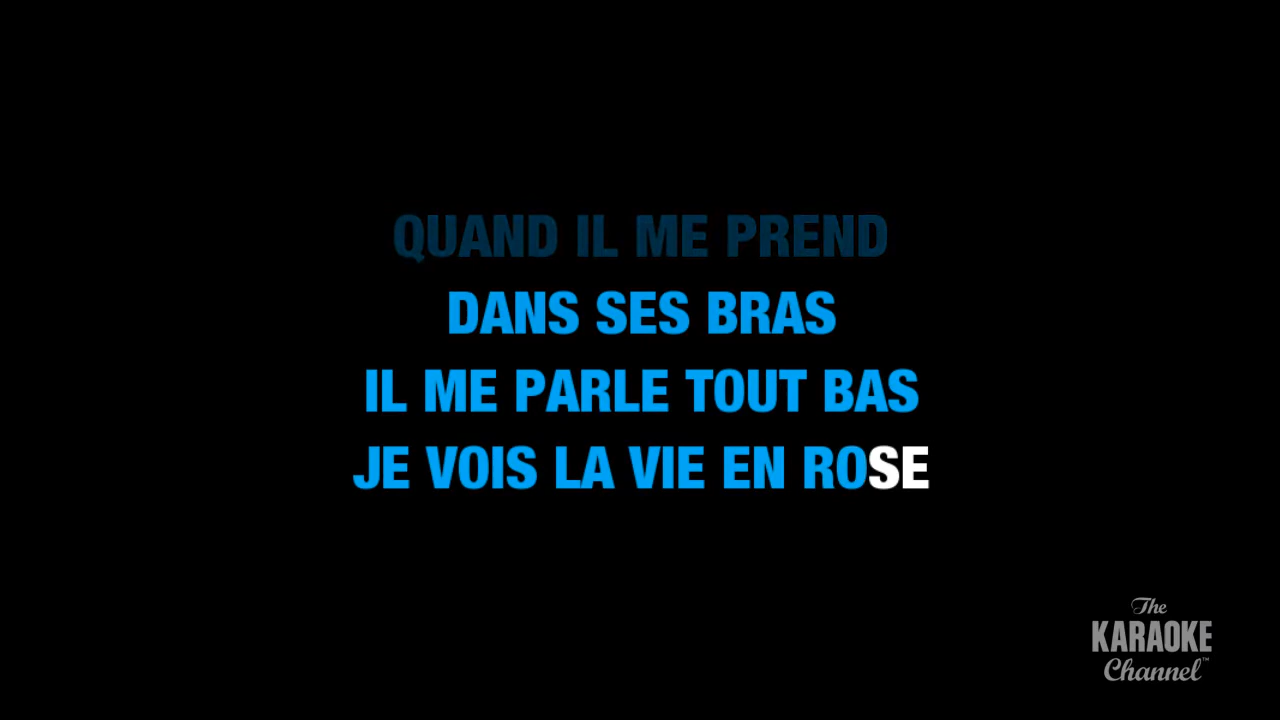 QUAND IL ME PREND
DANS SES BRAS
IL ME PARLE TOUT BAS
JE VOIS LA VIE EN ROSE
The
KARAOKE
Channel™